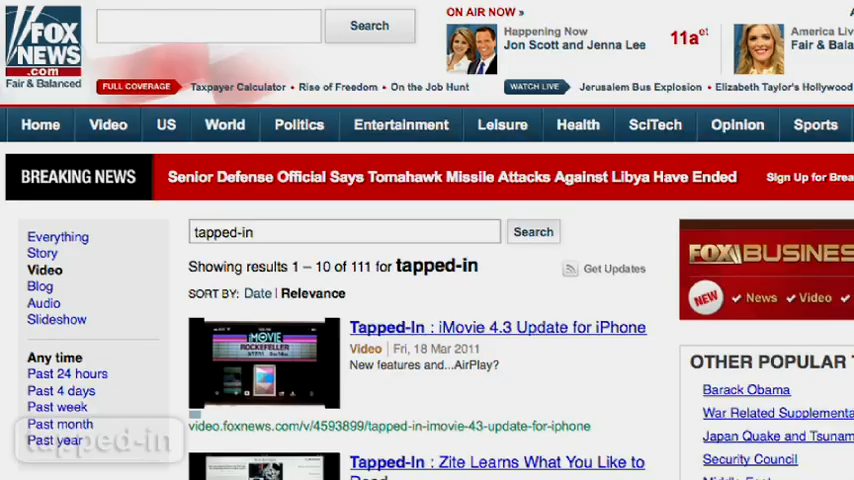 FOX
NEWS
.com
Fair & Balanced
Search
ON AIR NOW »
Happening Now
Jon Scott and Jenna Lee
11a et
America Liv
Fair & Bala
FULL COVERAGE
Taxpayer Calculator • Rise of Freedom • On the Job Hunt
WATCH LIVE
Jerusalem Bus Explosion • Elizabeth Taylor's Hollywood
Home Video US World Politics Entertainment Leisure Health SciTech Opinion Sports
BREAKING NEWS
Senior Defense Official Says Tomahawk Missile Attacks Against Libya Have Ended
Sign Up for Brea
Everything
Story
Video
Blog
Audio
Slideshow
Any time
Past 24 hours
Past 4 days
Past week
Past month
Past year
tapped-in
tapped-in
Search
Showing results 1 – 10 of 111 for tapped-in
Get Updates
SORT BY: Date | Relevance
iMOVIE
ROCKEFELLER
Tapped-In : iMovie 4.3 Update for iPhone
Video | Fri, 18 Mar 2011
New features and...AirPlay?
video.foxnews.com/v/4593899/tapped-in-imovie-43-update-for-iphone
Tapped-In : Zite Learns What You Like to
FOX BUSINES
NEW
News Video
OTHER POPULAR T
Barack Obama
War Related Supplementa
Japan Quake and Tsunam
Security Council